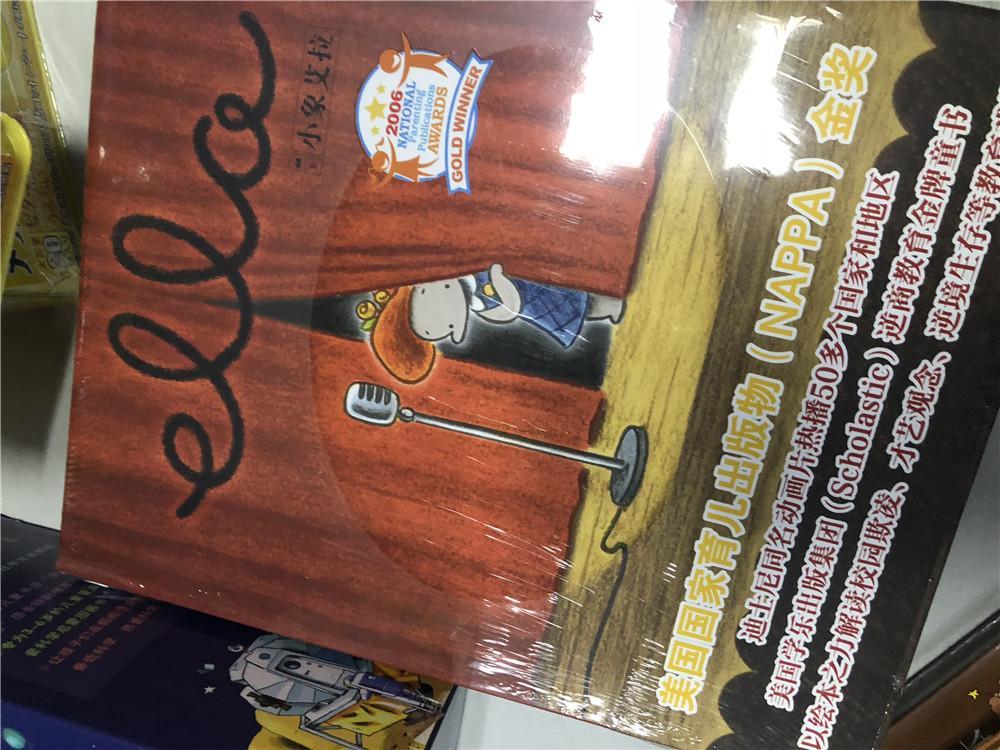 ella
小象艾拉
2006
NATIONAL
Parenting
Publications
AWARDS
GOLD WINNER
美国国家育儿出版物（NAPPA）金奖
迪士尼同名动画片热播50多个国家和地区
美国学乐出版集团（Scholastic）逆商教育金牌童书
以绘本之力解读校园欺凌、才艺观念、逆境生存等教育